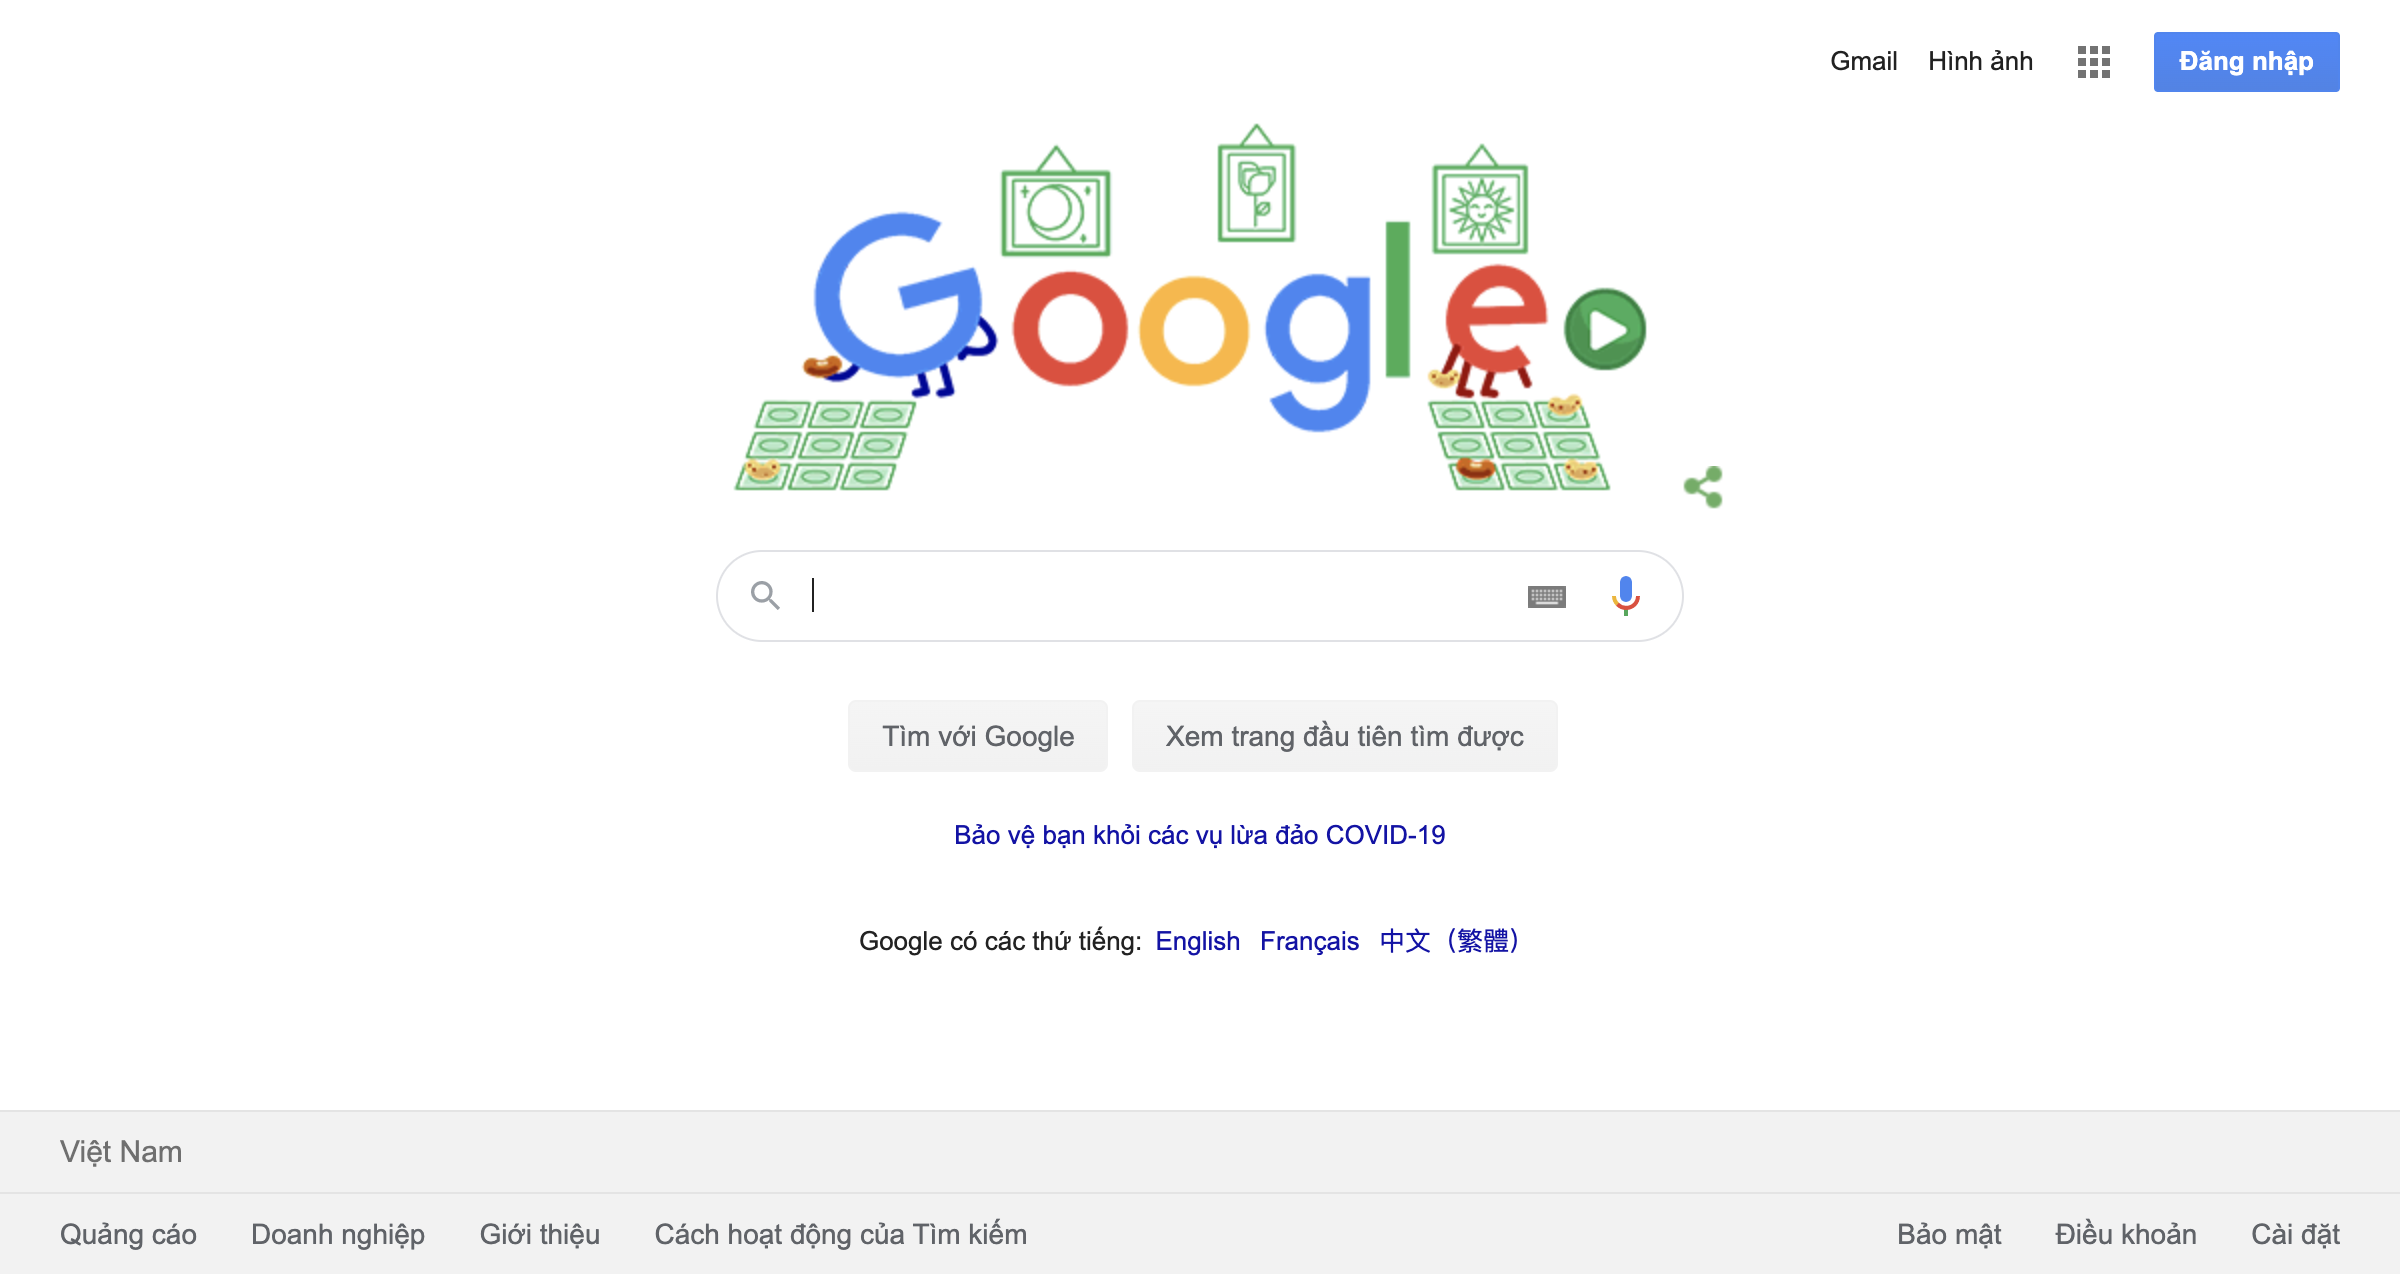 Gmail Hình ảnh Đăng nhập
Google
Tìm với Google Xem trang đầu tiên tìm được
Bảo vệ bạn khỏi các vụ lừa đảo COVID-19
Google có các thứ tiếng: English Français 中文（繁體）
Việt Nam
Quảng cáo Doanh nghiệp Giới thiệu Cách hoạt động của Tìm kiếm Bảo mật Điều khoản Cài đặt